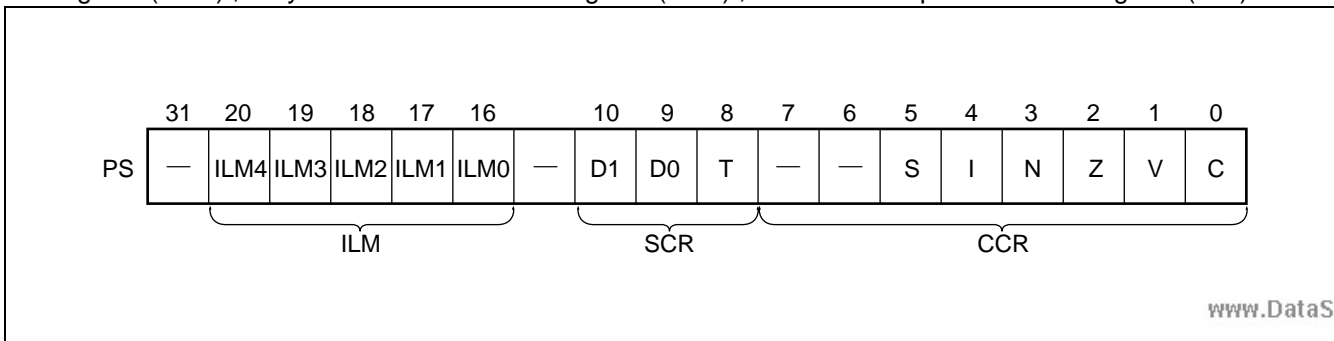 31 20 19 18 17 16 10 9 8 7 6 5 4 3 2 1 0
PS — ILM4 ILM3 ILM2 ILM1 ILM0 — D1 D0 T — — S I N Z V C
ILM SCR CCR
www.DataS